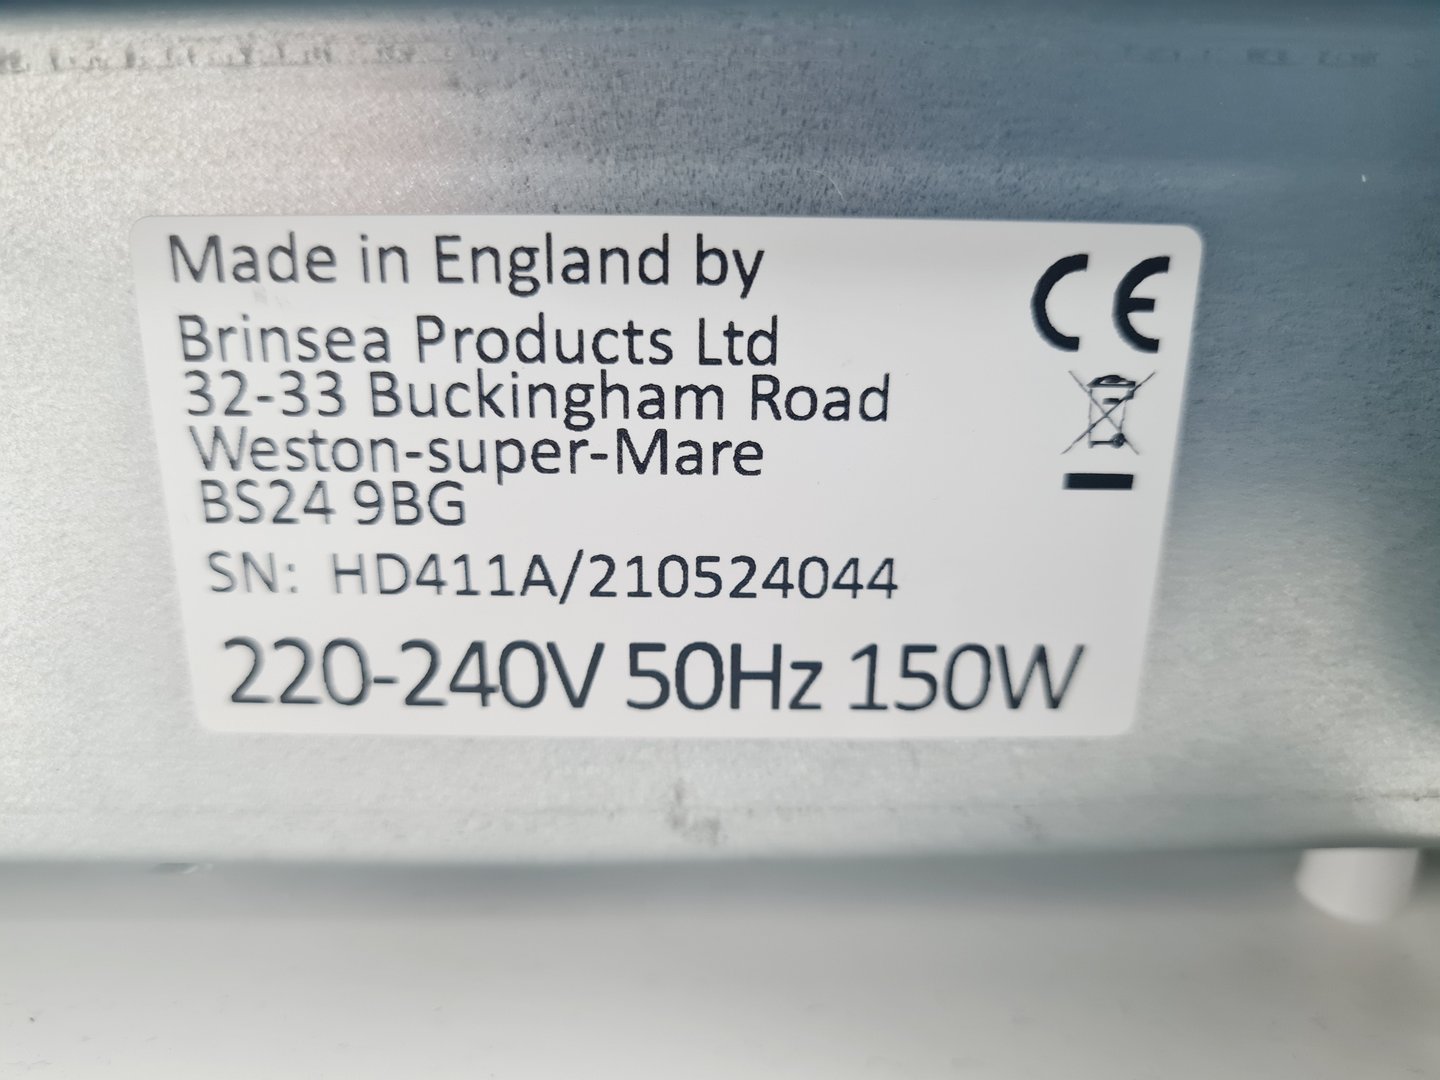 Made in England by
Brinsea Products Ltd
32-33 Buckingham Road
Weston-super-Mare
BS24 9BG
SN: HD411A/210524044
220-240V 50Hz 150W
CE